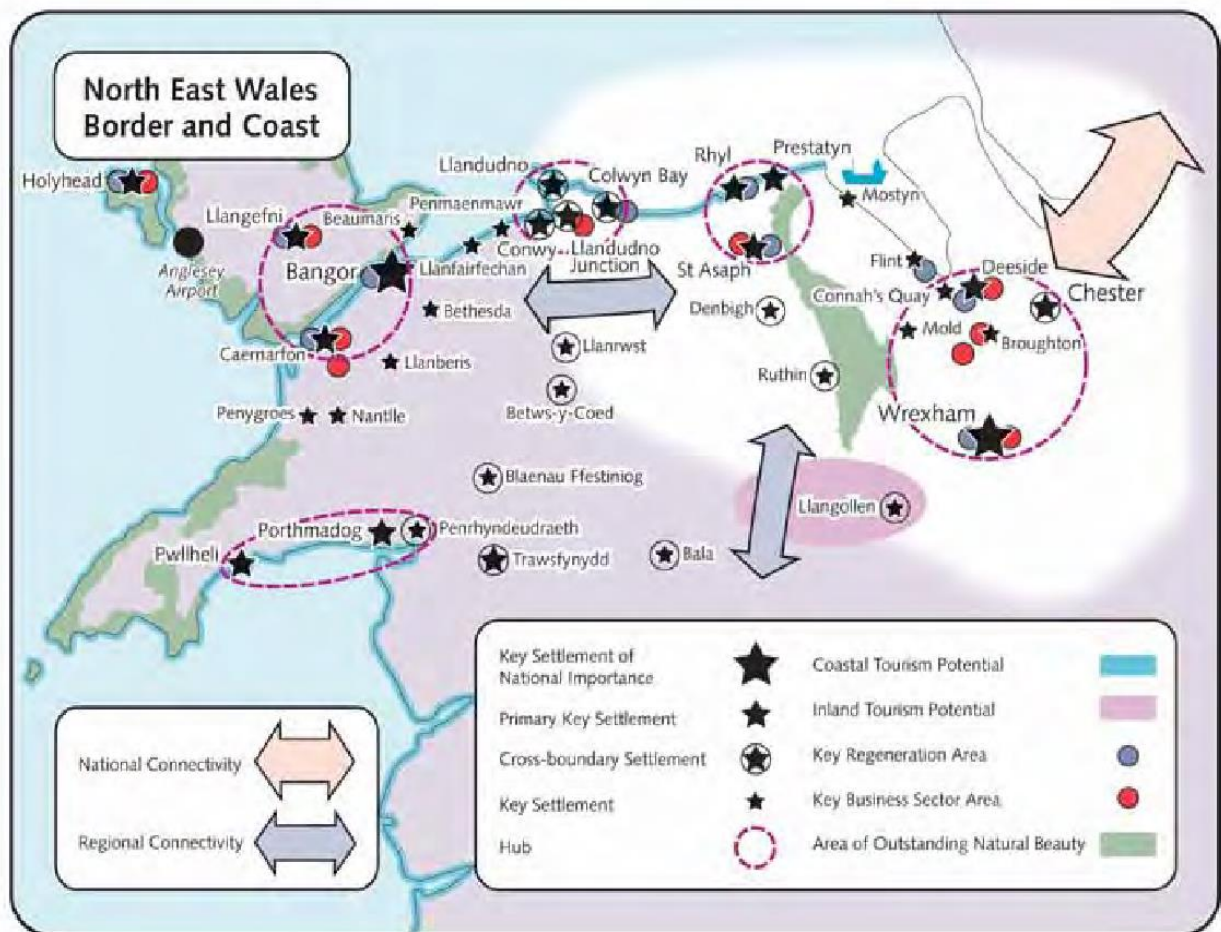 North East Wales
Border and Coast
Holyhead
Llangefni
Beaumaris
Anglesey
Airport
Bangor
Caernarfon
Penmaenmawr
Llandudno
Colwyn Bay
Conwy
Llandudno
Junction
Llanfairfechan
Bethesda
Llanberis
Penygroes
Nantlle
Llanrwst
Betws-y-Coed
Rhyl
Prestatyn
Mostyn
St Asaph
Denbigh
Ruthin
Flint
Deeside
Connah's Quay
Chester
Mold
Broughton
Wrexham
Blaenau Ffestiniog
Llangollen
Porthmadog
Penrhyndeudraeth
Pwllheli
Trawsfynydd
Bala
National Connectivity
Regional Connectivity
Key Settlement of
National Importance
Primary Key Settlement
Cross-boundary Settlement
Key Settlement
Hub
Coastal Tourism Potential
Inland Tourism Potential
Key Regeneration Area
Key Business Sector Area
Area of Outstanding Natural Beauty